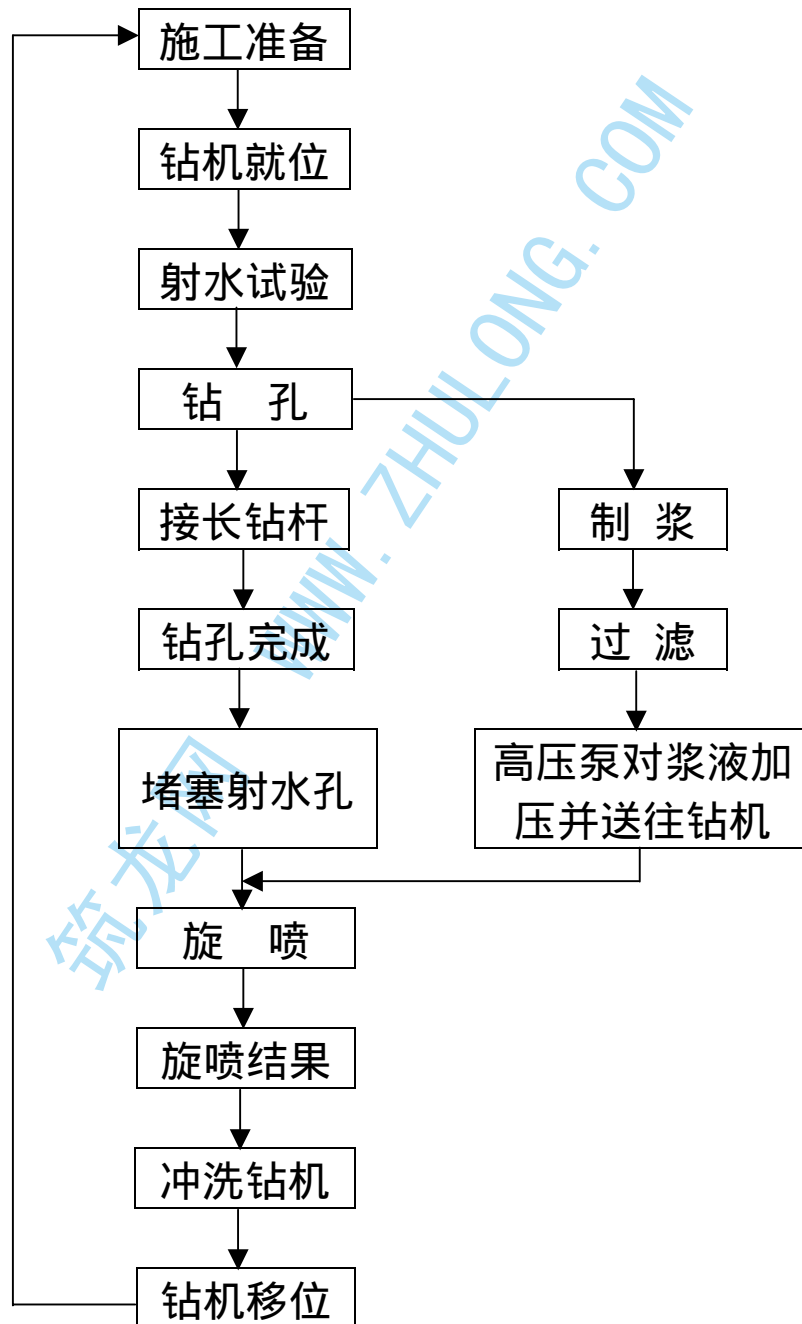 施工准备
钻机就位
射水试验
钻 孔
接长钻杆
制 浆
钻孔完成
过 滤
堵塞射水孔
高压泵对浆液加
压并送往钻机
旋 喷
旋喷结果
冲洗钻机
钻机移位
筑龙网 WWW.ZHULONG.COM